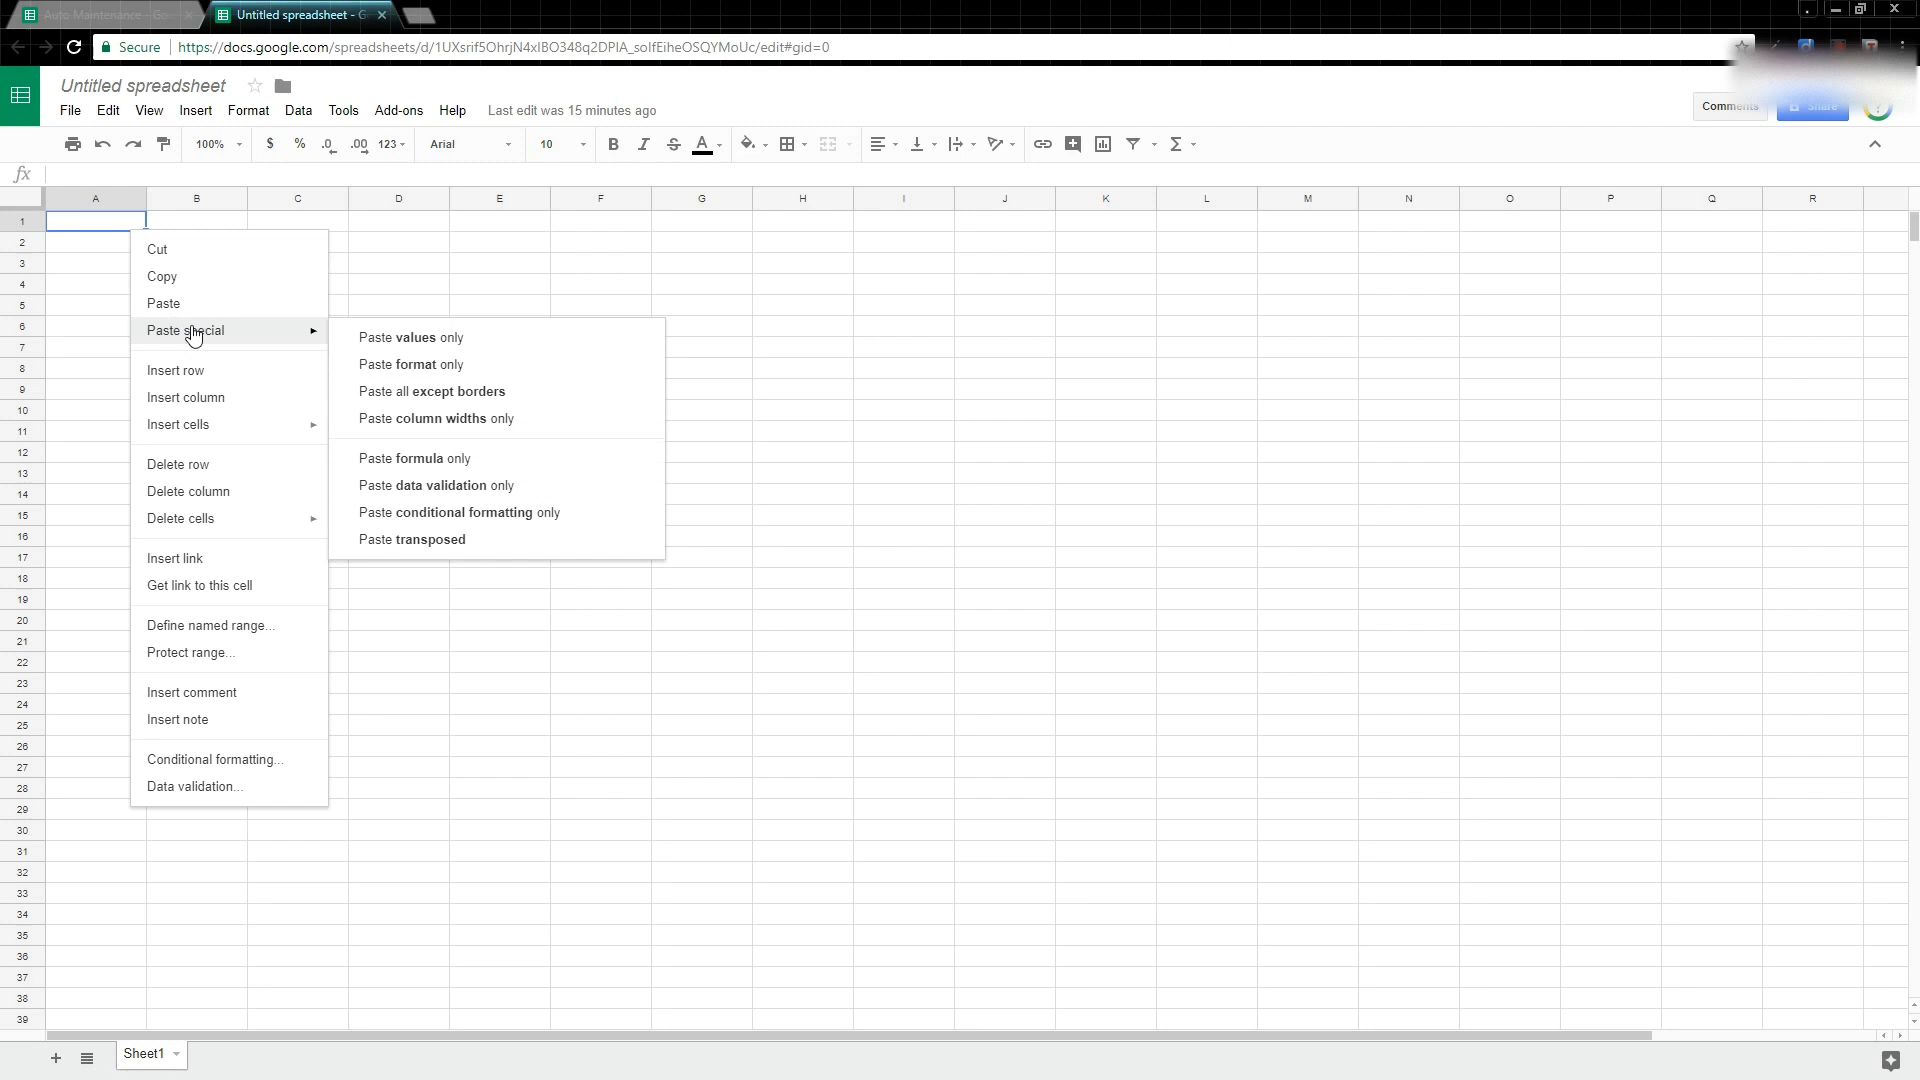 Auto Maintenance - Go
Untitled spreadsheet - G
Secure
https://docs.google.com/spreadsheets/d/1UXsrif5OhrjN4xIBO348q2DPIA_solfEiheOSQYMoUc/edit#gid=0
Untitled spreadsheet
File Edit View Insert Format Data Tools Add-ons Help Last edit was 15 minutes ago
Comments Share
100% $ % .0 .00 123 Arial 10 B I S A
fx
A B C D E F G H I J K L M N O P Q R
1
2
3
4
5
6
7
8
9
10
11
12
13
14
15
16
17
18
19
20
21
22
23
24
25
26
27
28
29
30
31
32
33
34
35
36
37
38
39
Cut
Copy
Paste
Paste special
Insert row
Insert column
Insert cells
Delete row
Delete column
Delete cells
Insert link
Get link to this cell
Define named range...
Protect range...
Insert comment
Insert note
Conditional formatting...
Data validation...
Paste values only
Paste format only
Paste all except borders
Paste column widths only
Paste formula only
Paste data validation only
Paste conditional formatting only
Paste transposed
Sheet1